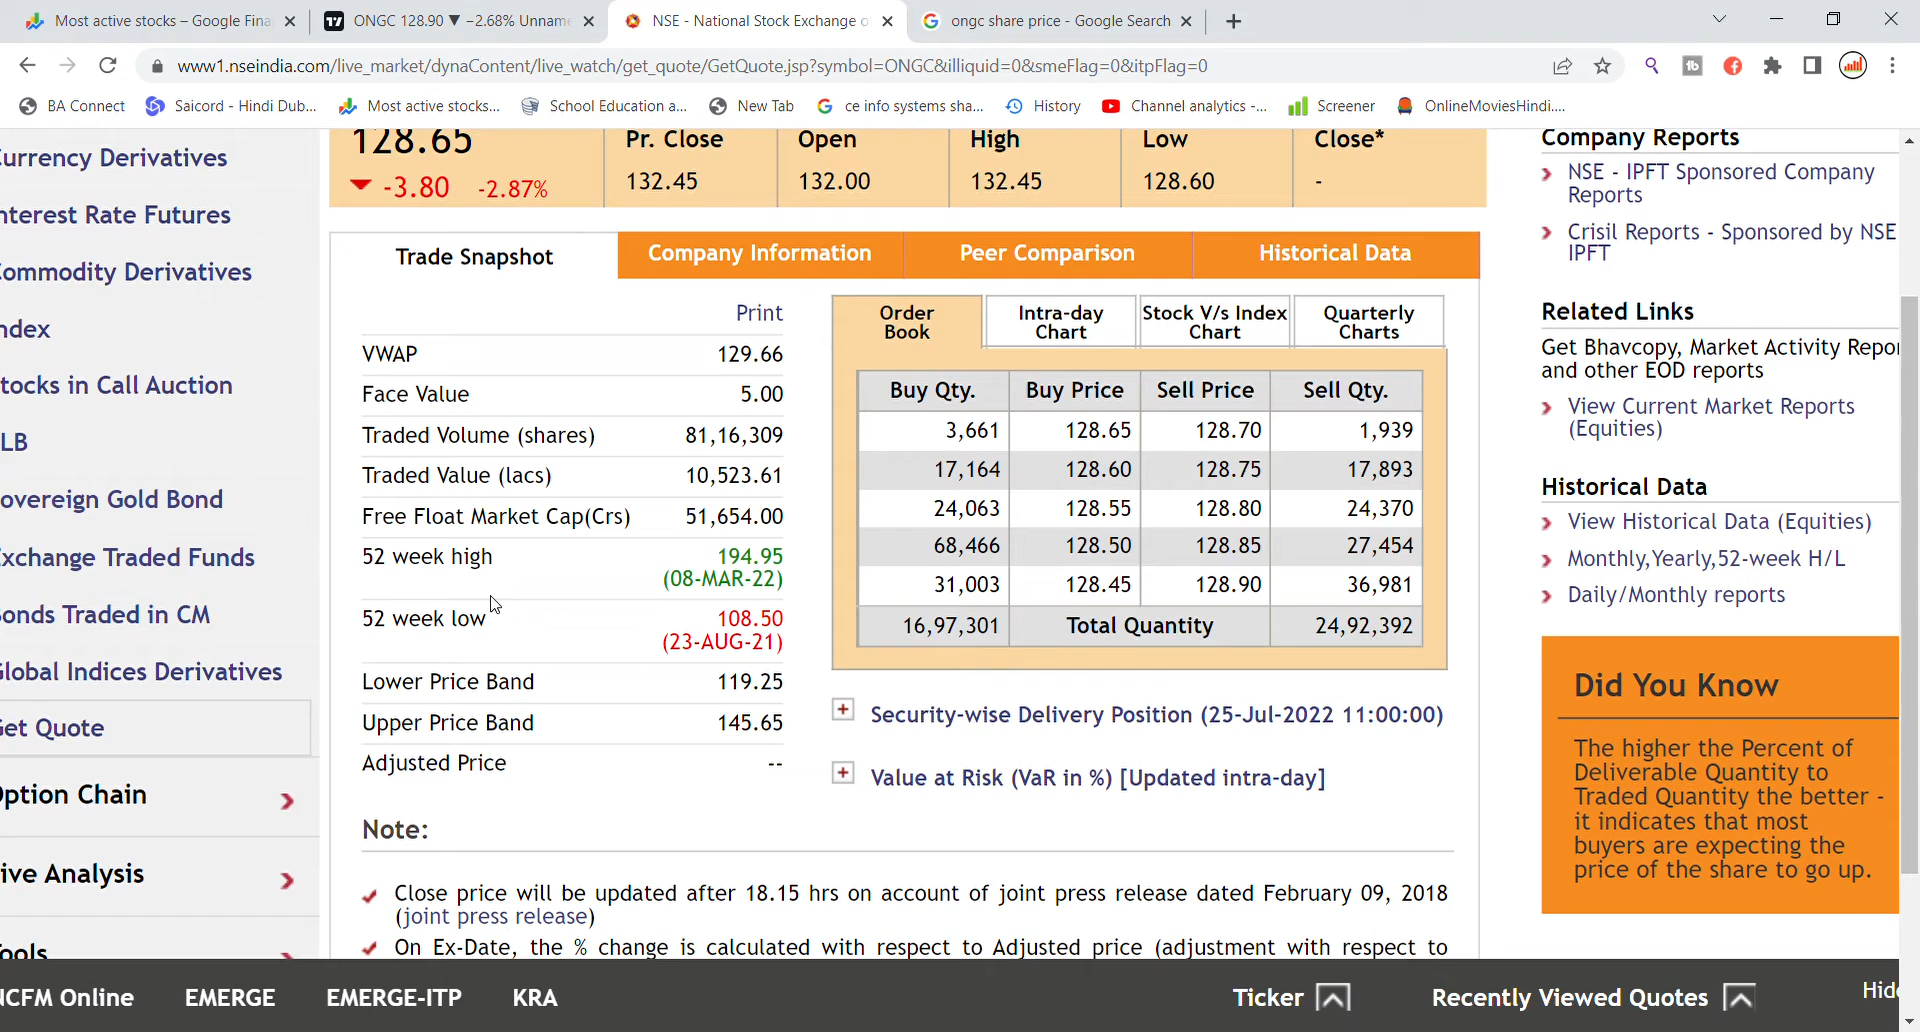 Most active stocks – Google Fina
ONGC 128.90 ▼ −2.68% Unname
NSE - National Stock Exchange o
ongc share price - Google Search
www1.nseindia.com/live_market/dynaContent/live_watch/get_quote/GetQuote.jsp?symbol=ONGC&illiquid=0&smeFlag=0&itpFlag=0
BA Connect
Saicord - Hindi Dub...
Most active stocks...
School Education a...
New Tab
ce info systems sha...
History
Channel analytics -...
Screener
OnlineMoviesHindi....
Currency Derivatives
nterest Rate Futures
Commodity Derivatives
ndex
tocks in Call Auction
LB
overeign Gold Bond
xchange Traded Funds
onds Traded in CM
Global Indices Derivatives
Get Quote
Option Chain
ive Analysis
Tools
128.65
-3.80 -2.87%
Pr. Close Open High Low Close*
132.45 132.00 132.45 128.60 -
Trade Snapshot
Company Information
Peer Comparison
Historical Data
Print
VWAP 129.66
Face Value 5.00
Traded Volume (shares) 81,16,309
Traded Value (lacs) 10,523.61
Free Float Market Cap(Crs) 51,654.00
52 week high 194.95
(08-MAR-22)
52 week low 108.50
(23-AUG-21)
Lower Price Band 119.25
Upper Price Band 145.65
Adjusted Price --
Order
Book
Intra-day
Chart
Stock V/s Index
Chart
Quarterly
Charts
Buy Qty. Buy Price Sell Price Sell Qty.
3,661 128.65 128.70 1,939
17,164 128.60 128.75 17,893
24,063 128.55 128.80 24,370
68,466 128.50 128.85 27,454
31,003 128.45 128.90 36,981
16,97,301 Total Quantity 24,92,392
Security-wise Delivery Position (25-Jul-2022 11:00:00)
Value at Risk (VaR in %) [Updated intra-day]
Note:
Close price will be updated after 18.15 hrs on account of joint press release dated February 09, 2018
(joint press release)
On Ex-Date, the % change is calculated with respect to Adjusted price (adjustment with respect to
Company Reports
NSE - IPFT Sponsored Company
Reports
Crisil Reports - Sponsored by NSE
IPFT
Related Links
Get Bhavcopy, Market Activity Repor
and other EOD reports
View Current Market Reports
(Equities)
Historical Data
View Historical Data (Equities)
Monthly,Yearly,52-week H/L
Daily/Monthly reports
Did You Know
The higher the Percent of
Deliverable Quantity to
Traded Quantity the better -
it indicates that most
buyers are expecting the
price of the share to go up.
NCFM Online
EMERGE
EMERGE-ITP
KRA
Ticker
Recently Viewed Quotes
Hide